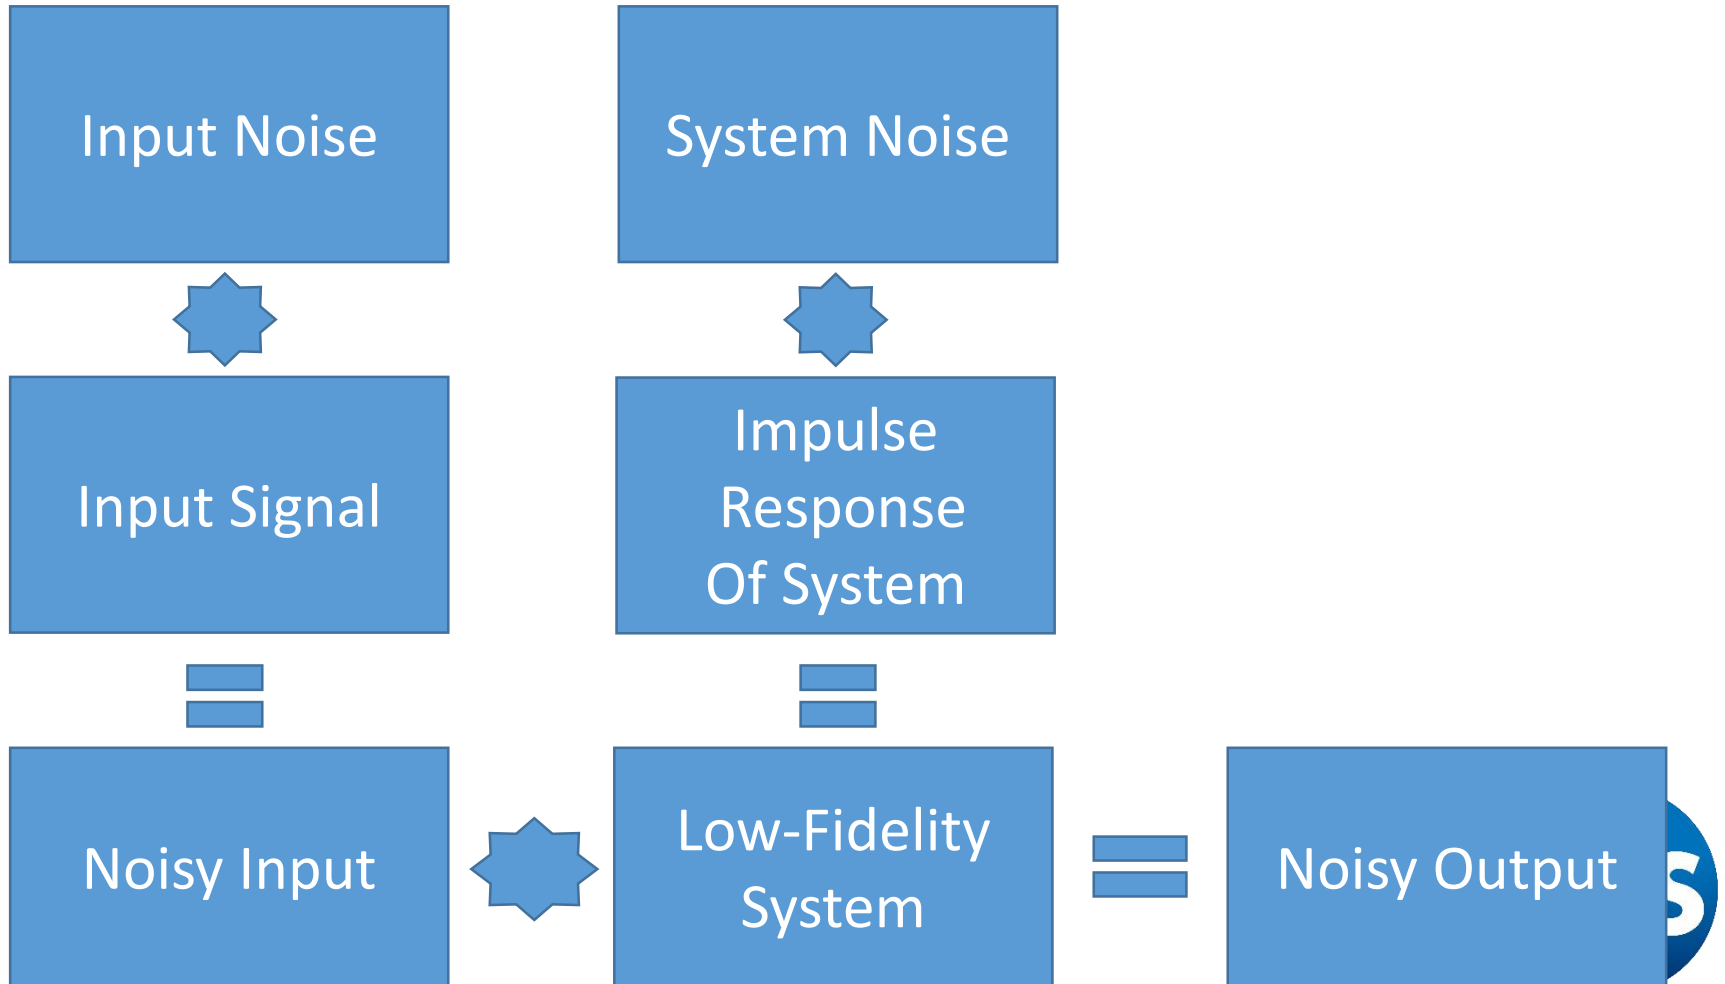 Input Noise
System Noise
Input Signal
Impulse
Response
Of System
Noisy Input
Low-Fidelity
System
Noisy Output